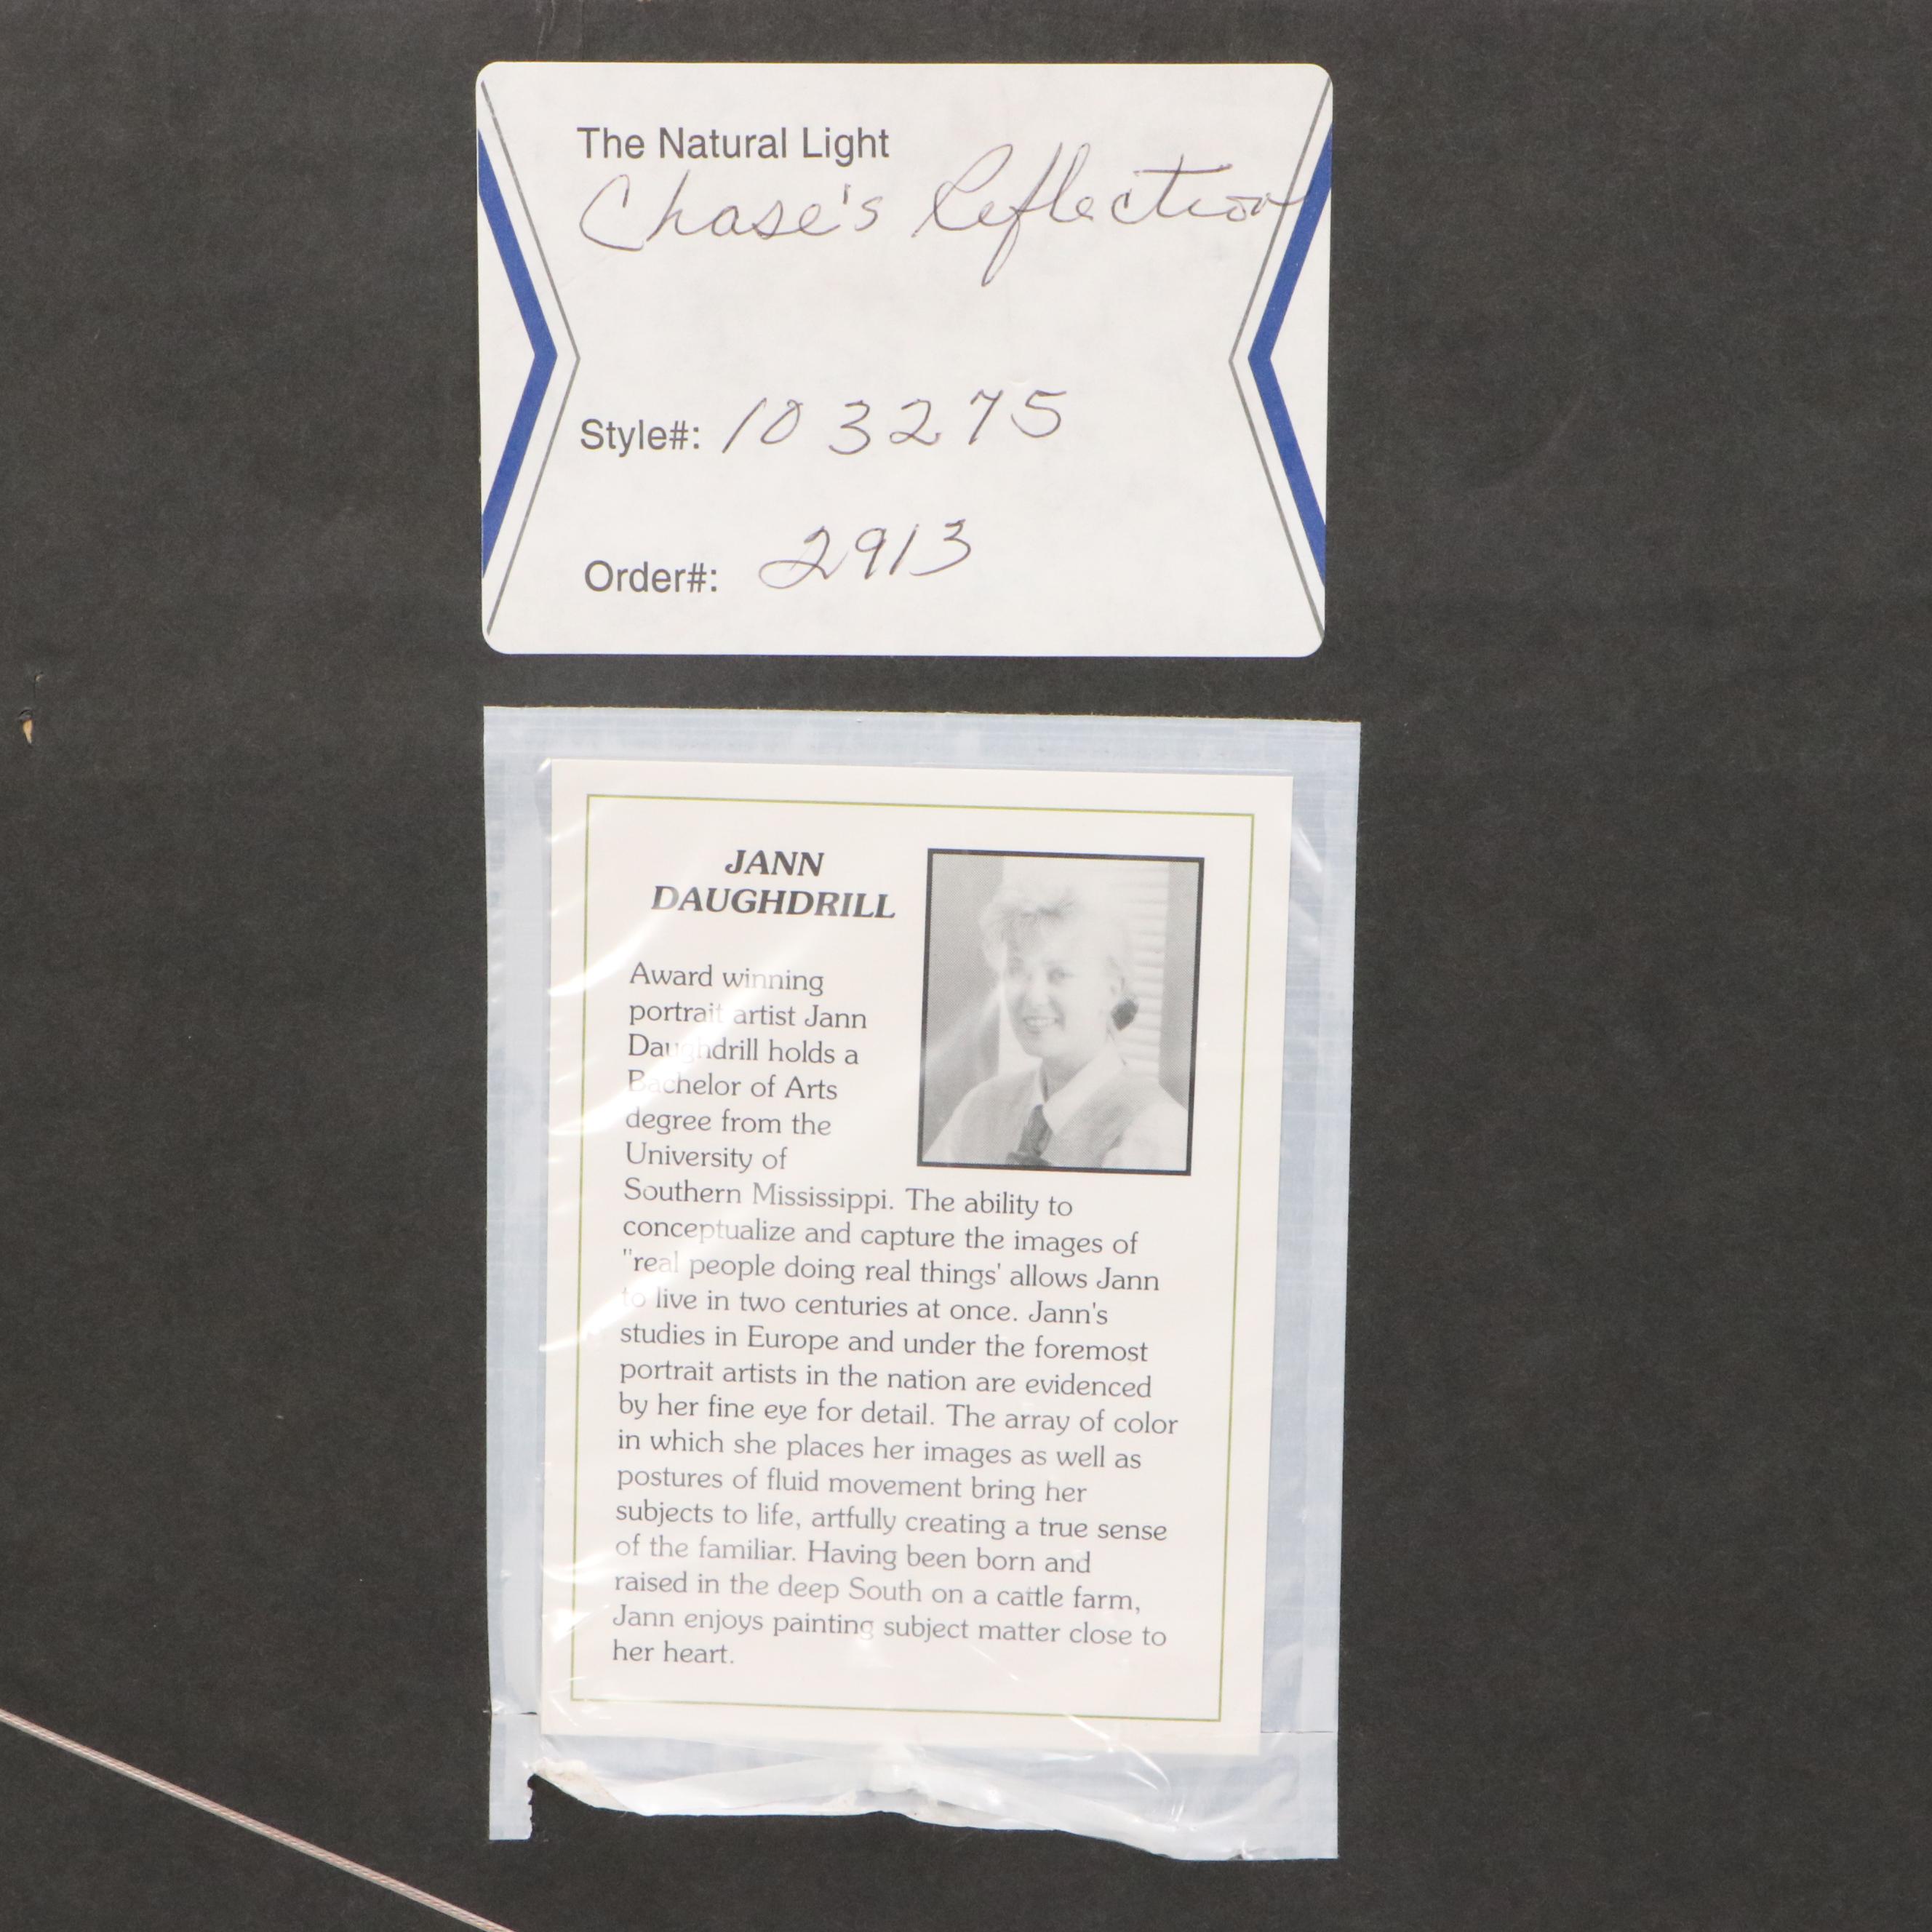 The Natural Light
Chase's Reflection
Style#: 103275
Order#: 2913
JANN
DAUGHDRILL
Award winning
portrait artist Jann
Daughdrill holds a
Bachelor of Arts
degree from the
University of
Southern Mississippi. The ability to
conceptualize and capture the images of
"real people doing real things' allows Jann
to live in two centuries at once. Jann's
studies in Europe and under the foremost
portrait artists in the nation are evidenced
by her fine eye for detail. The array of color
in which she places her images as well as
postures of fluid movement bring her
subjects to life, artfully creating a true sense
of the familiar. Having been born and
raised in the deep South on a cattle farm,
Jann enjoys painting subject matter close to
her heart.